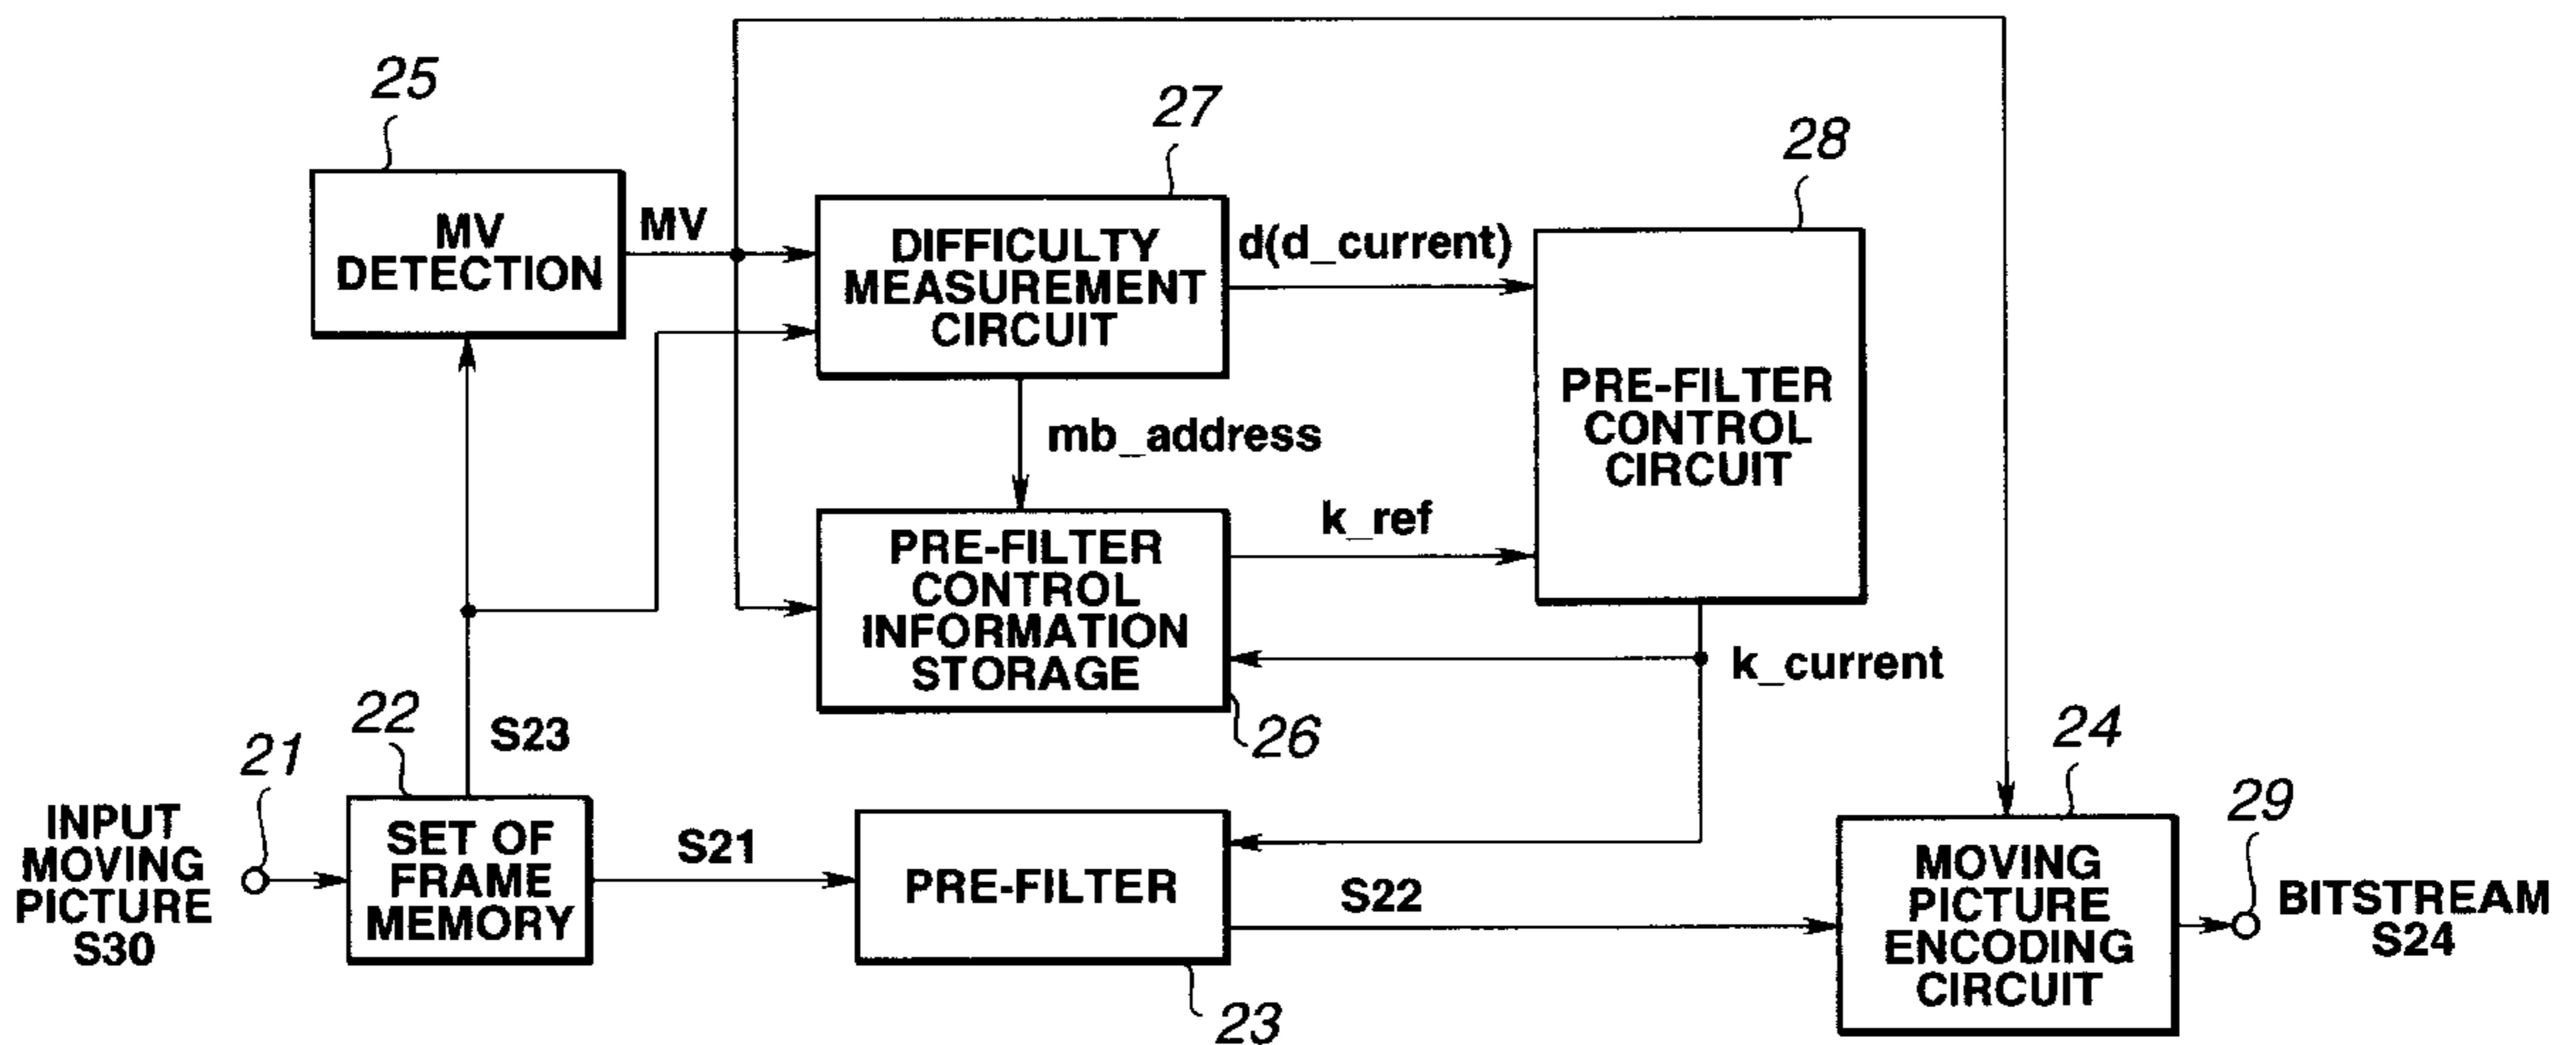 25
MV
DETECTION
MV
27
DIFFICULTY
MEASUREMENT
CIRCUIT
d(d_current)
28
PRE-FILTER
CONTROL
CIRCUIT
mb_address
PRE-FILTER
CONTROL
INFORMATION
STORAGE
k_ref
k_current
26
21
INPUT
MOVING
PICTURE
S30
22
S23
SET OF
FRAME
MEMORY
S21
PRE-FILTER
23
S22
24
MOVING
PICTURE
ENCODING
CIRCUIT
29
BITSTREAM
S24